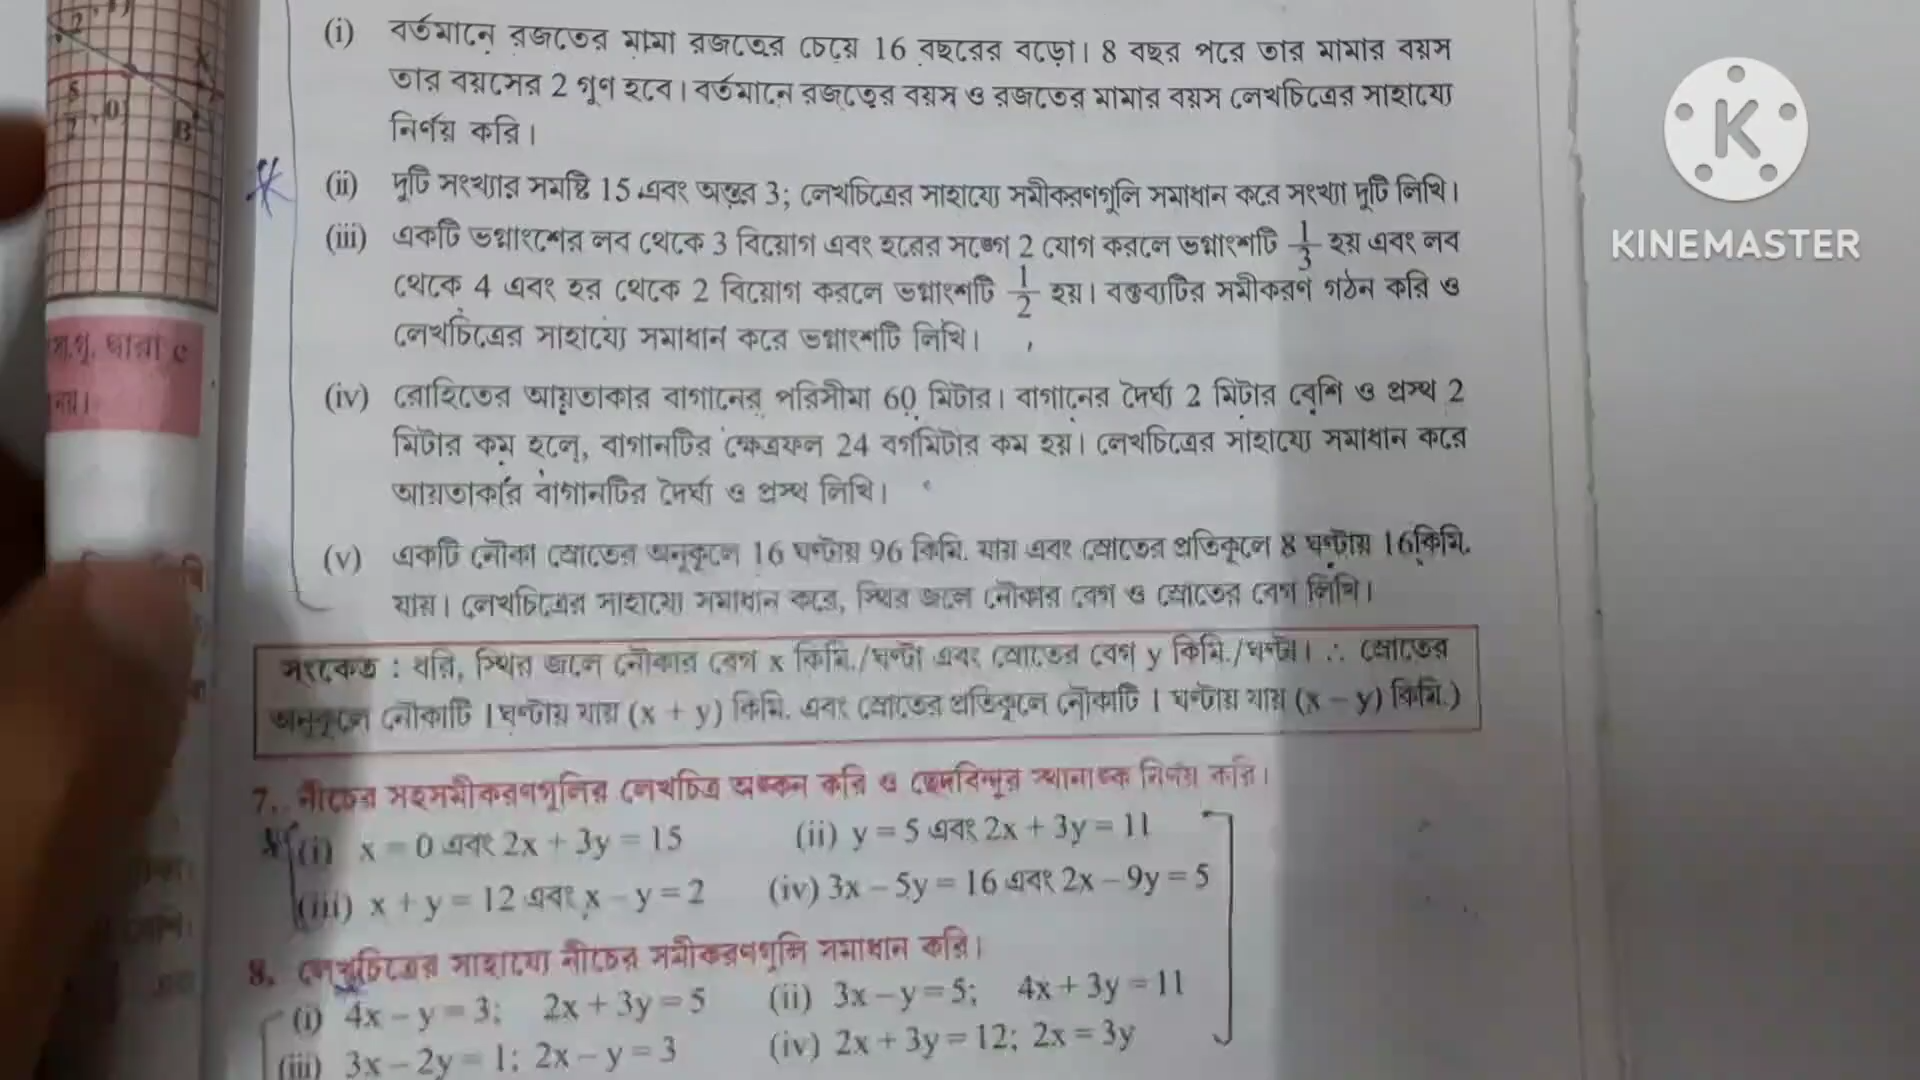 (i) বর্তমানে রজতের মামা রজতের চেয়ে 16 বছরের বড়ো। 8 বছর পরে তার মামার বয়স
তার বয়সের 2 গুণ হবে। বর্তমানে রজতের বয়স ও রজতের মামার বয়স লেখচিত্রের সাহায্যে
নির্ণয় করি।
(ii) দুটি সংখ্যার সমষ্টি 15 এবং অন্তর 3; লেখচিত্রের সাহায্যে সমীকরণগুলি সমাধান করে সংখ্যা দুটি লিখি।
(iii) একটি ভগ্নাংশের লব থেকে 3 বিয়োগ এবং হরের সঙ্গে 2 যোগ করলে ভগ্নাংশটি 1/3 হয় এবং লব
থেকে 4 এবং হর থেকে 2 বিয়োগ করলে ভগ্নাংশটি 1/2 হয়। বক্তব্যটির সমীকরণ গঠন করি ও
লেখচিত্রের সাহায্যে সমাধান করে ভগ্নাংশটি লিখি।
(iv) রোহিতের আয়তাকার বাগানের পরিসীমা 60 মিটার। বাগানের দৈর্ঘ্য 2 মিটার বেশি ও প্রস্থ 2
মিটার কম হলে, বাগানটির ক্ষেত্রফল 24 বর্গমিটার কম হয়। লেখচিত্রের সাহায্যে সমাধান করে
আয়তাকার বাগানটির দৈর্ঘ্য ও প্রস্থ লিখি।
(v) একটি নৌকা স্রোতের অনুকূলে 16 ঘণ্টায় 96 কিমি. যায় এবং স্রোতের প্রতিকূলে 8 ঘণ্টায় 16কিমি.
যায়। লেখচিত্রের সাহায্যে সমাধান করে, স্থির জলে নৌকার বেগ ও স্রোতের বেগ লিখি।
সংকেত : ধরি, স্থির জলে নৌকার বেগ x কিমি./ঘণ্টা এবং স্রোতের বেগ y কিমি./ঘণ্টা। ∴ স্রোতের
অনুকূলে নৌকাটি 1 ঘণ্টায় যায় (x + y) কিমি. এবং স্রোতের প্রতিকূলে নৌকাটি 1 ঘণ্টায় যায় (x – y) কিমি.)
7. নীচের সহসমীকরণগুলির লেখচিত্র অঙ্কন করি ও ছেদবিন্দুর স্থানাঙ্ক নির্ণয় করি।
(i) x = 0 এবং 2x + 3y = 15 (ii) y = 5 এবং 2x + 3y = 11
(iii) x + y = 12 এবং x – y = 2 (iv) 3x – 5y = 16 এবং 2x – 9y = 5
8. লেখচিত্রের সাহায্যে নীচের সমীকরণগুলি সমাধান করি।
(i) 4x – y = 3; 2x + 3y = 5 (ii) 3x – y = 5; 4x + 3y = 11
(iii) 3x – 2y = 1; 2x – y = 3 (iv) 2x + 3y = 12; 2x = 3y
K
KINEMASTER